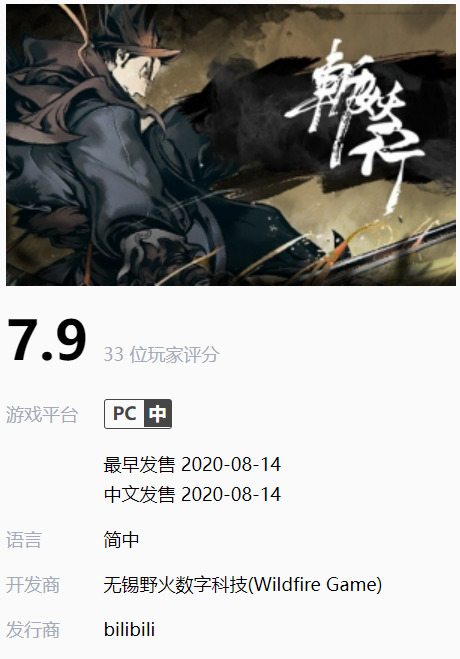 斩妖行
7.9 33 位玩家评分
游戏平台 PC 中
最早发售 2020-08-14
中文发售 2020-08-14
语言 简中
开发商 无锡野火数字科技(Wildfire Game)
发行商 bilibili